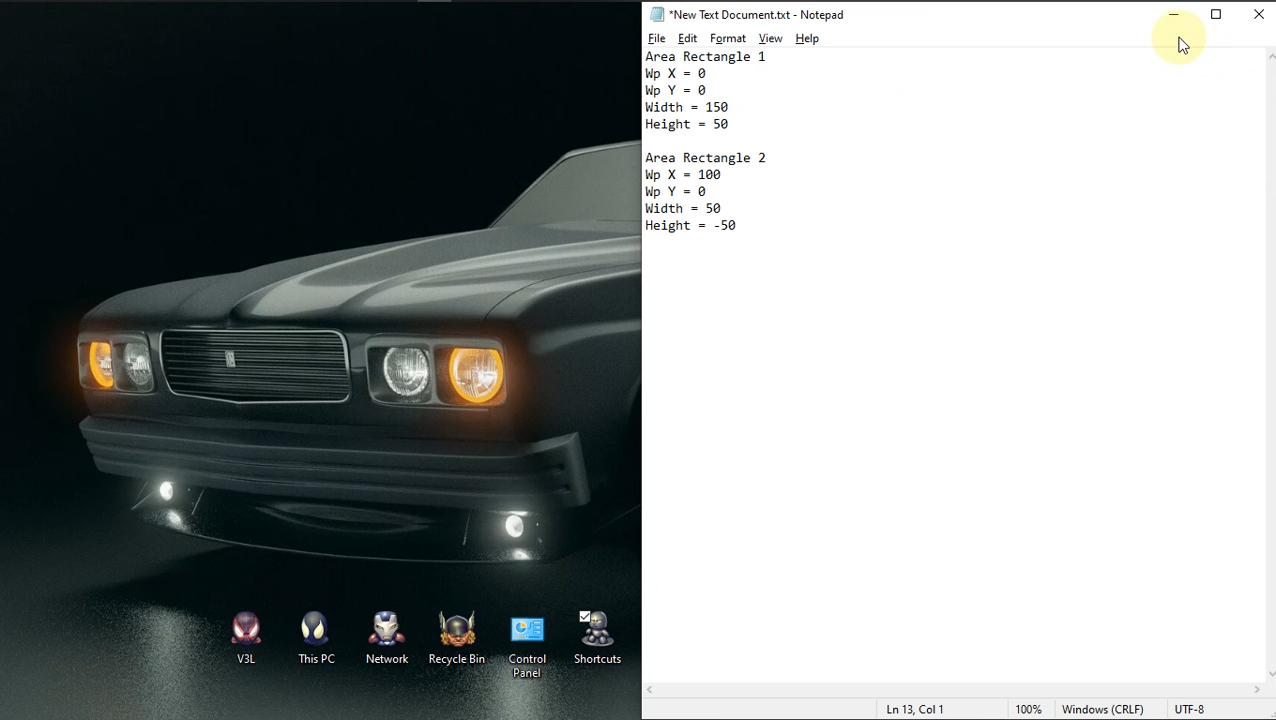 *New Text Document.txt - Notepad
File Edit Format View Help
Area Rectangle 1
Wp X = 0
Wp Y = 0
Width = 150
Height = 50
Area Rectangle 2
Wp X = 100
Wp Y = 0
Width = 50
Height = -50
V3L This PC Network Recycle Bin Control Panel Shortcuts
Ln 13, Col 1 100% Windows (CRLF) UTF-8